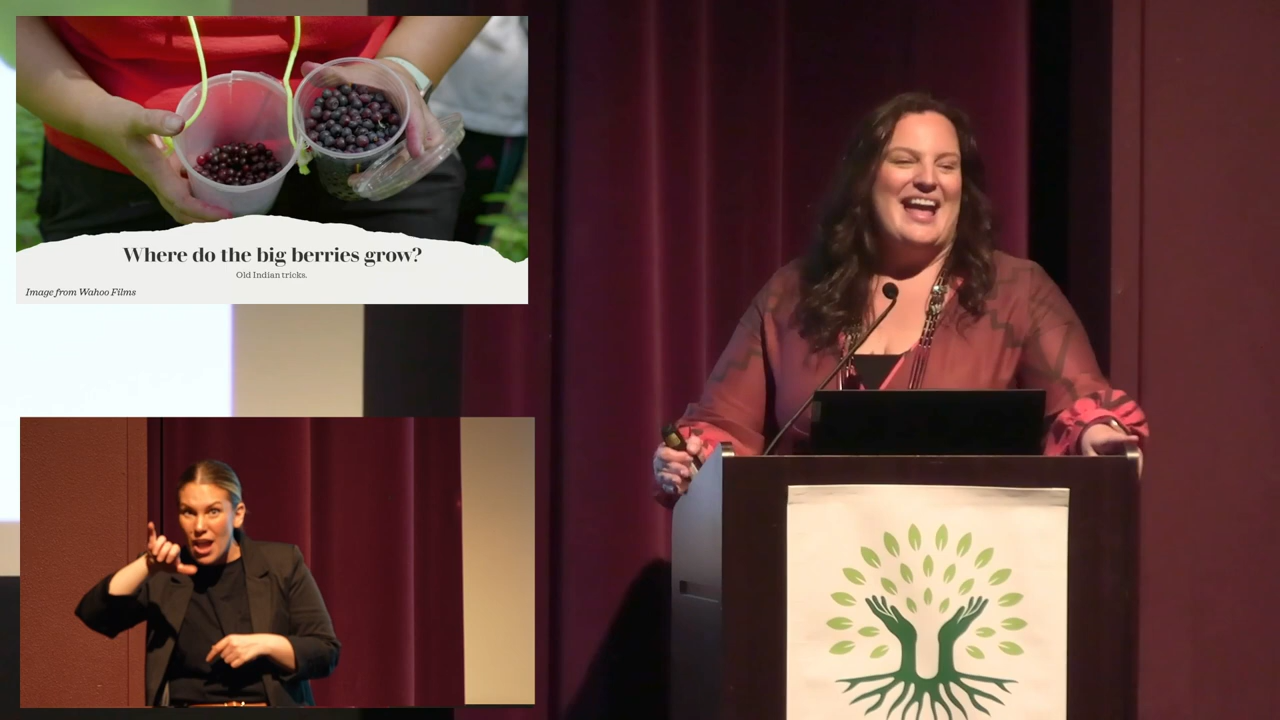 Where do the big berries grow?
Old Indian tricks.
Image from Wahoo Films